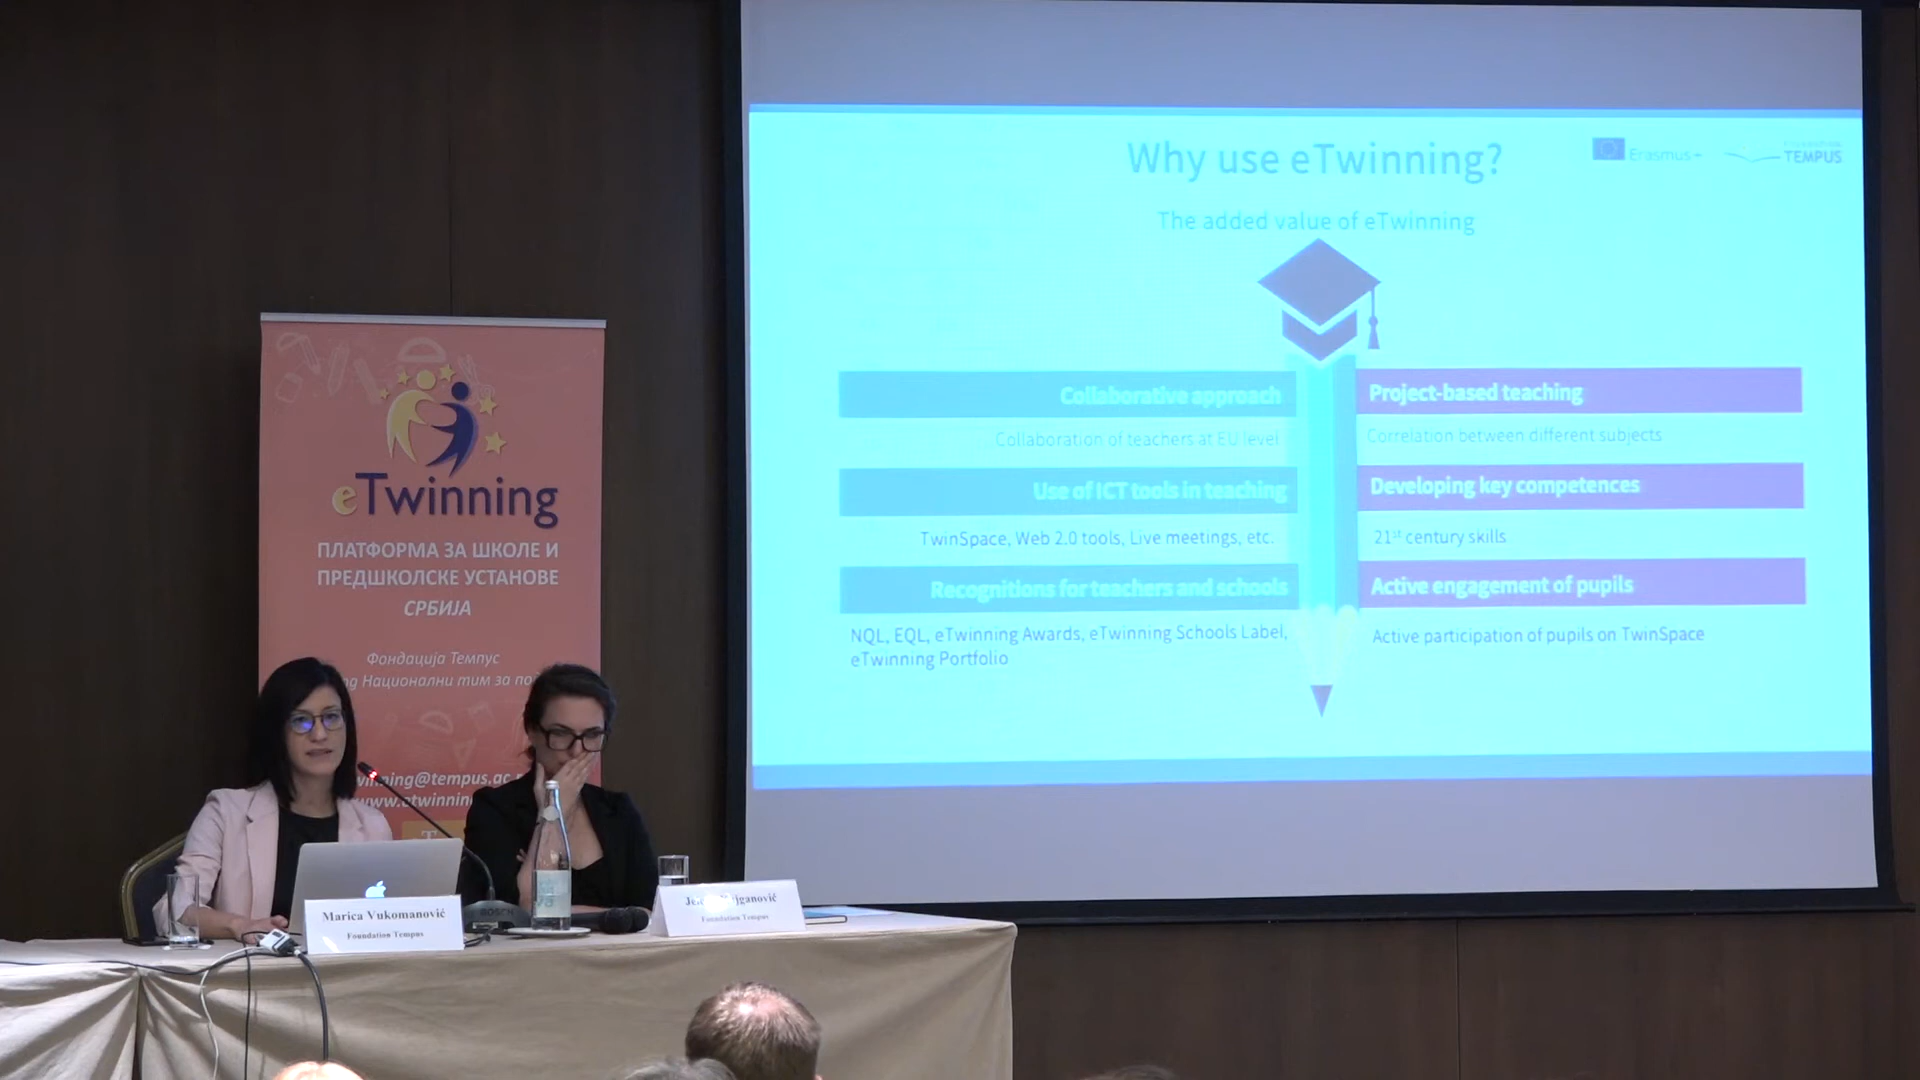 Why use eTwinning?
Erasmus+
TEMPUS
The added value of eTwinning
Collaborative approach
Collaboration of teachers at EU level
Use of ICT tools in teaching
TwinSpace, Web 2.0 tools, Live meetings, etc.
Recognitions for teachers and schools
NQL, EQL, eTwinning Awards, eTwinning Schools Label,
eTwinning Portfolio
Project-based teaching
Correlation between different subjects
Developing key competences
21st century skills
Active engagement of pupils
Active participation of pupils on TwinSpace
eTwinning
ПЛАТФОРМА ЗА ШКОЛЕ И
ПРЕДШКОЛСКЕ УСТАНОВЕ
СРБИЈА
Фондација Темпус
Национални тим за
Marica Vukomanović
Foundation Tempus
Foundation Tempus
BOSCH